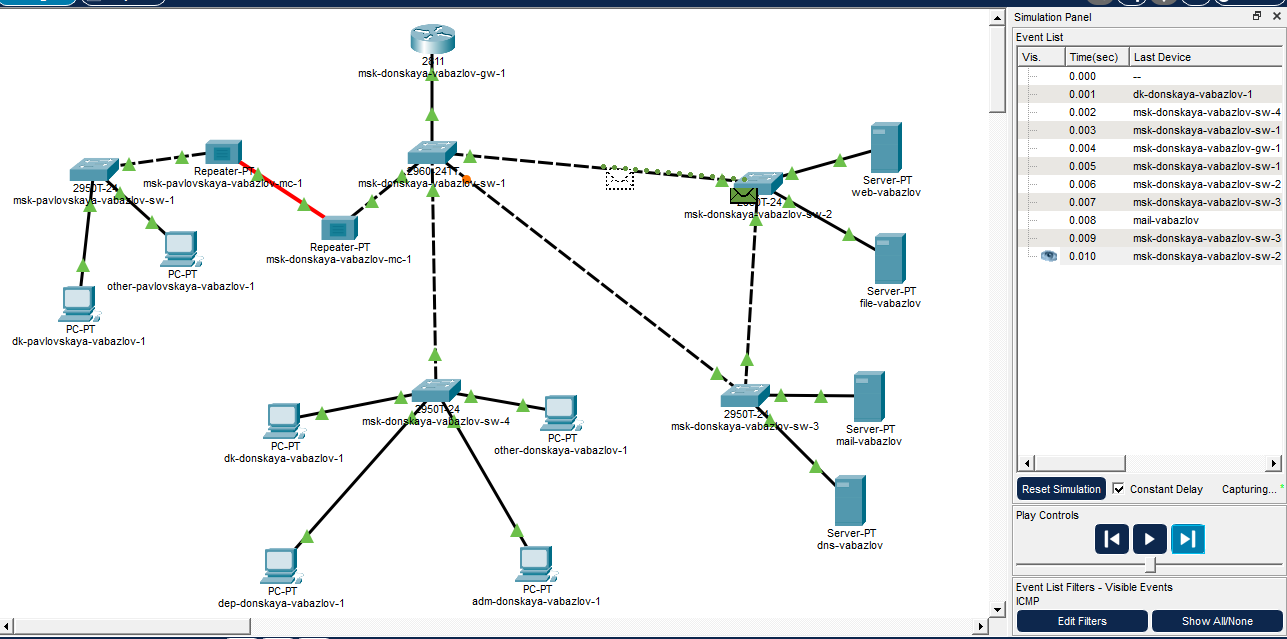 2811
msk-donskaya-vabazlov-gw-1
Repeater-PT
msk-pavlovskaya-vabazlov-mc-1
2950T-24
msk-pavlovskaya-vabazlov-sw-1
2960-24TT
msk-donskaya-vabazlov-sw-1
Server-PT
web-vabazlov
2950T-24
msk-donskaya-vabazlov-sw-2
Repeater-PT
msk-donskaya-vabazlov-mc-1
PC-PT
other-pavlovskaya-vabazlov-1
Server-PT
file-vabazlov
PC-PT
dk-pavlovskaya-vabazlov-1
2950T-24
msk-donskaya-vabazlov-sw-4
2950T-24
msk-donskaya-vabazlov-sw-3
Server-PT
mail-vabazlov
PC-PT
dk-donskaya-vabazlov-1
PC-PT
other-donskaya-vabazlov-1
Server-PT
dns-vabazlov
PC-PT
dep-donskaya-vabazlov-1
PC-PT
adm-donskaya-vabazlov-1
Simulation Panel
Event List
Vis. Time(sec) Last Device
0.000 --
0.001 dk-donskaya-vabazlov-1
0.002 msk-donskaya-vabazlov-sw-4
0.003 msk-donskaya-vabazlov-sw-1
0.004 msk-donskaya-vabazlov-gw-1
0.005 msk-donskaya-vabazlov-sw-1
0.006 msk-donskaya-vabazlov-sw-2
0.007 msk-donskaya-vabazlov-sw-3
0.008 mail-vabazlov
0.009 msk-donskaya-vabazlov-sw-3
0.010 msk-donskaya-vabazlov-sw-2
Reset Simulation Constant Delay Capturing... *
Play Controls
Event List Filters - Visible Events
ICMP
Edit Filters Show All/None